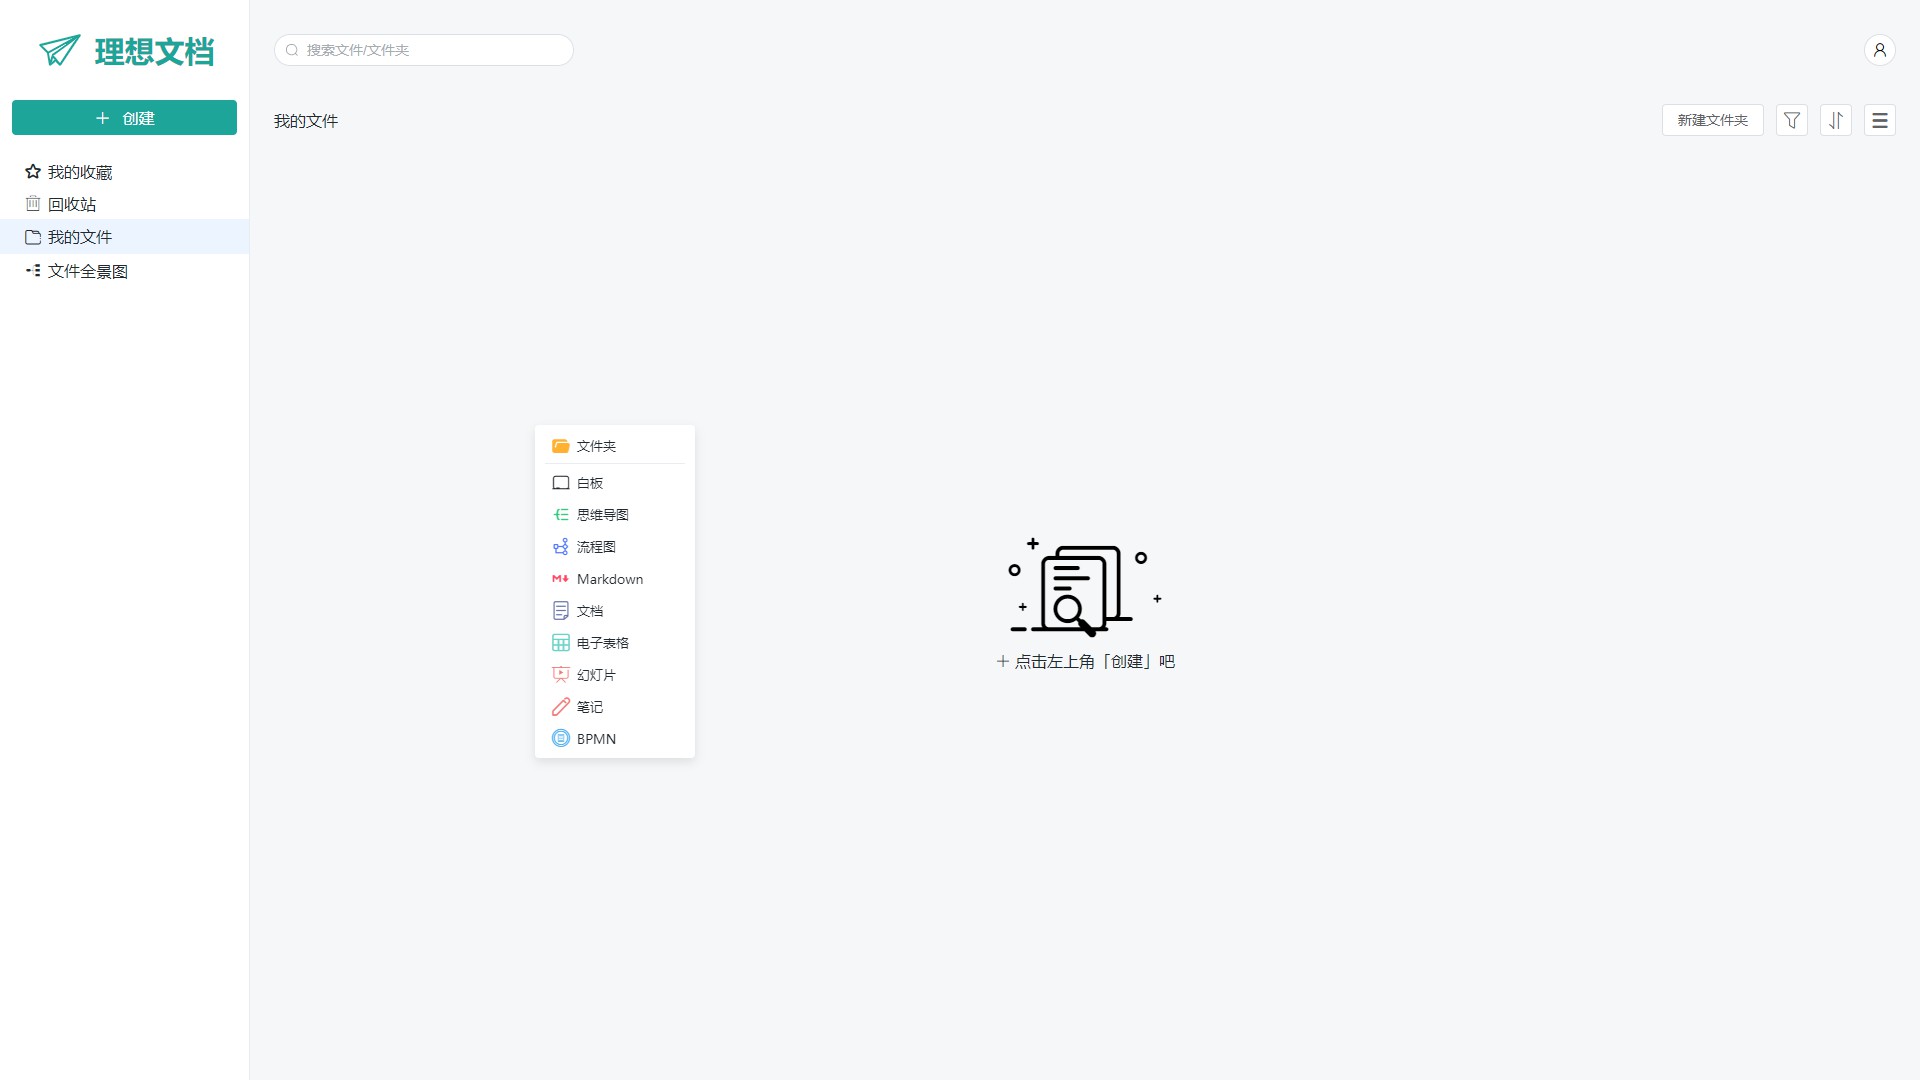 理想文档
搜索文件/文件夹
创建
我的文件
新建文件夹
我的收藏
回收站
我的文件
文件全景图
文件夹
白板
思维导图
流程图
Markdown
文档
电子表格
幻灯片
笔记
BPMN
点击左上角「创建」吧